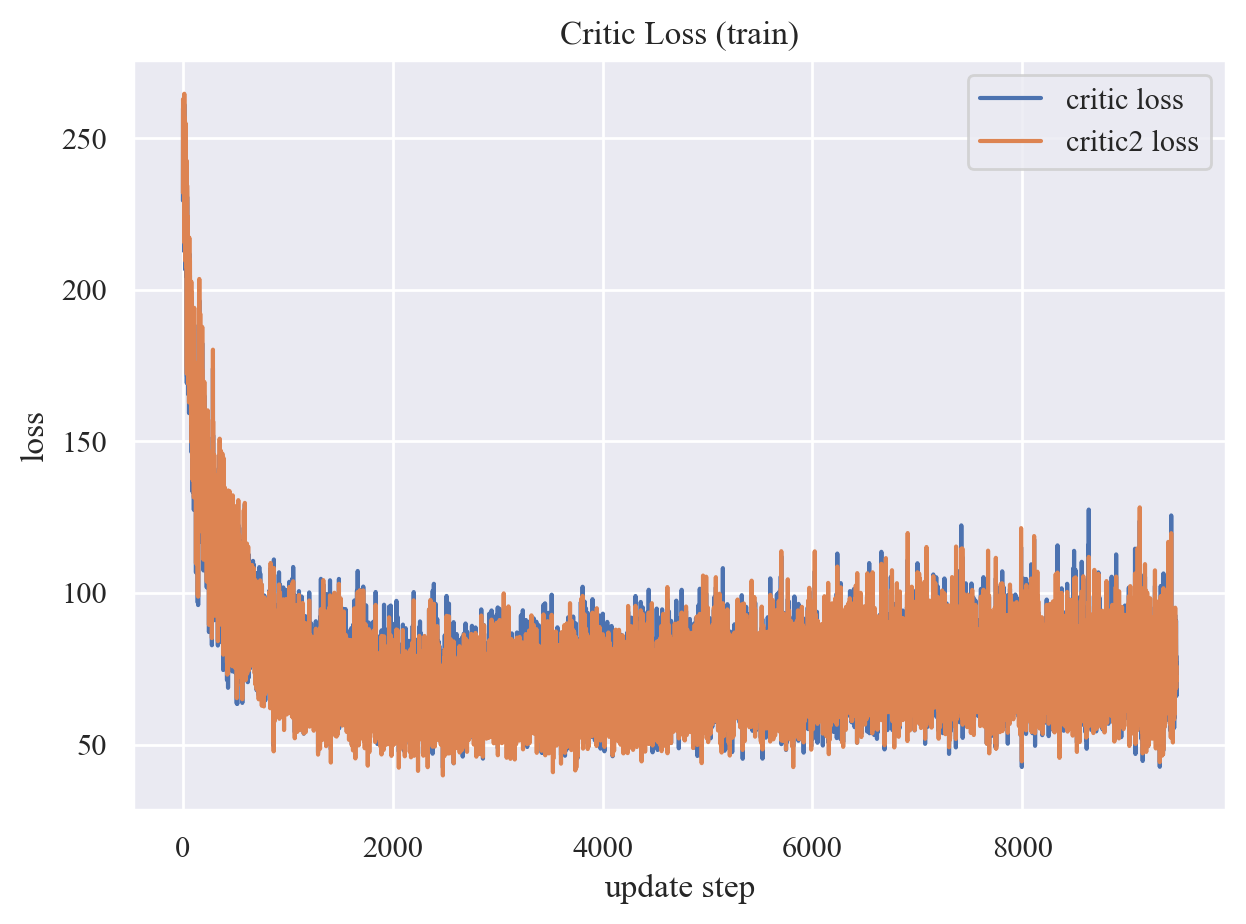 Critic Loss (train)
critic loss
critic2 loss
250
200
150
100
50
loss
0 2000 4000 6000 8000
update step